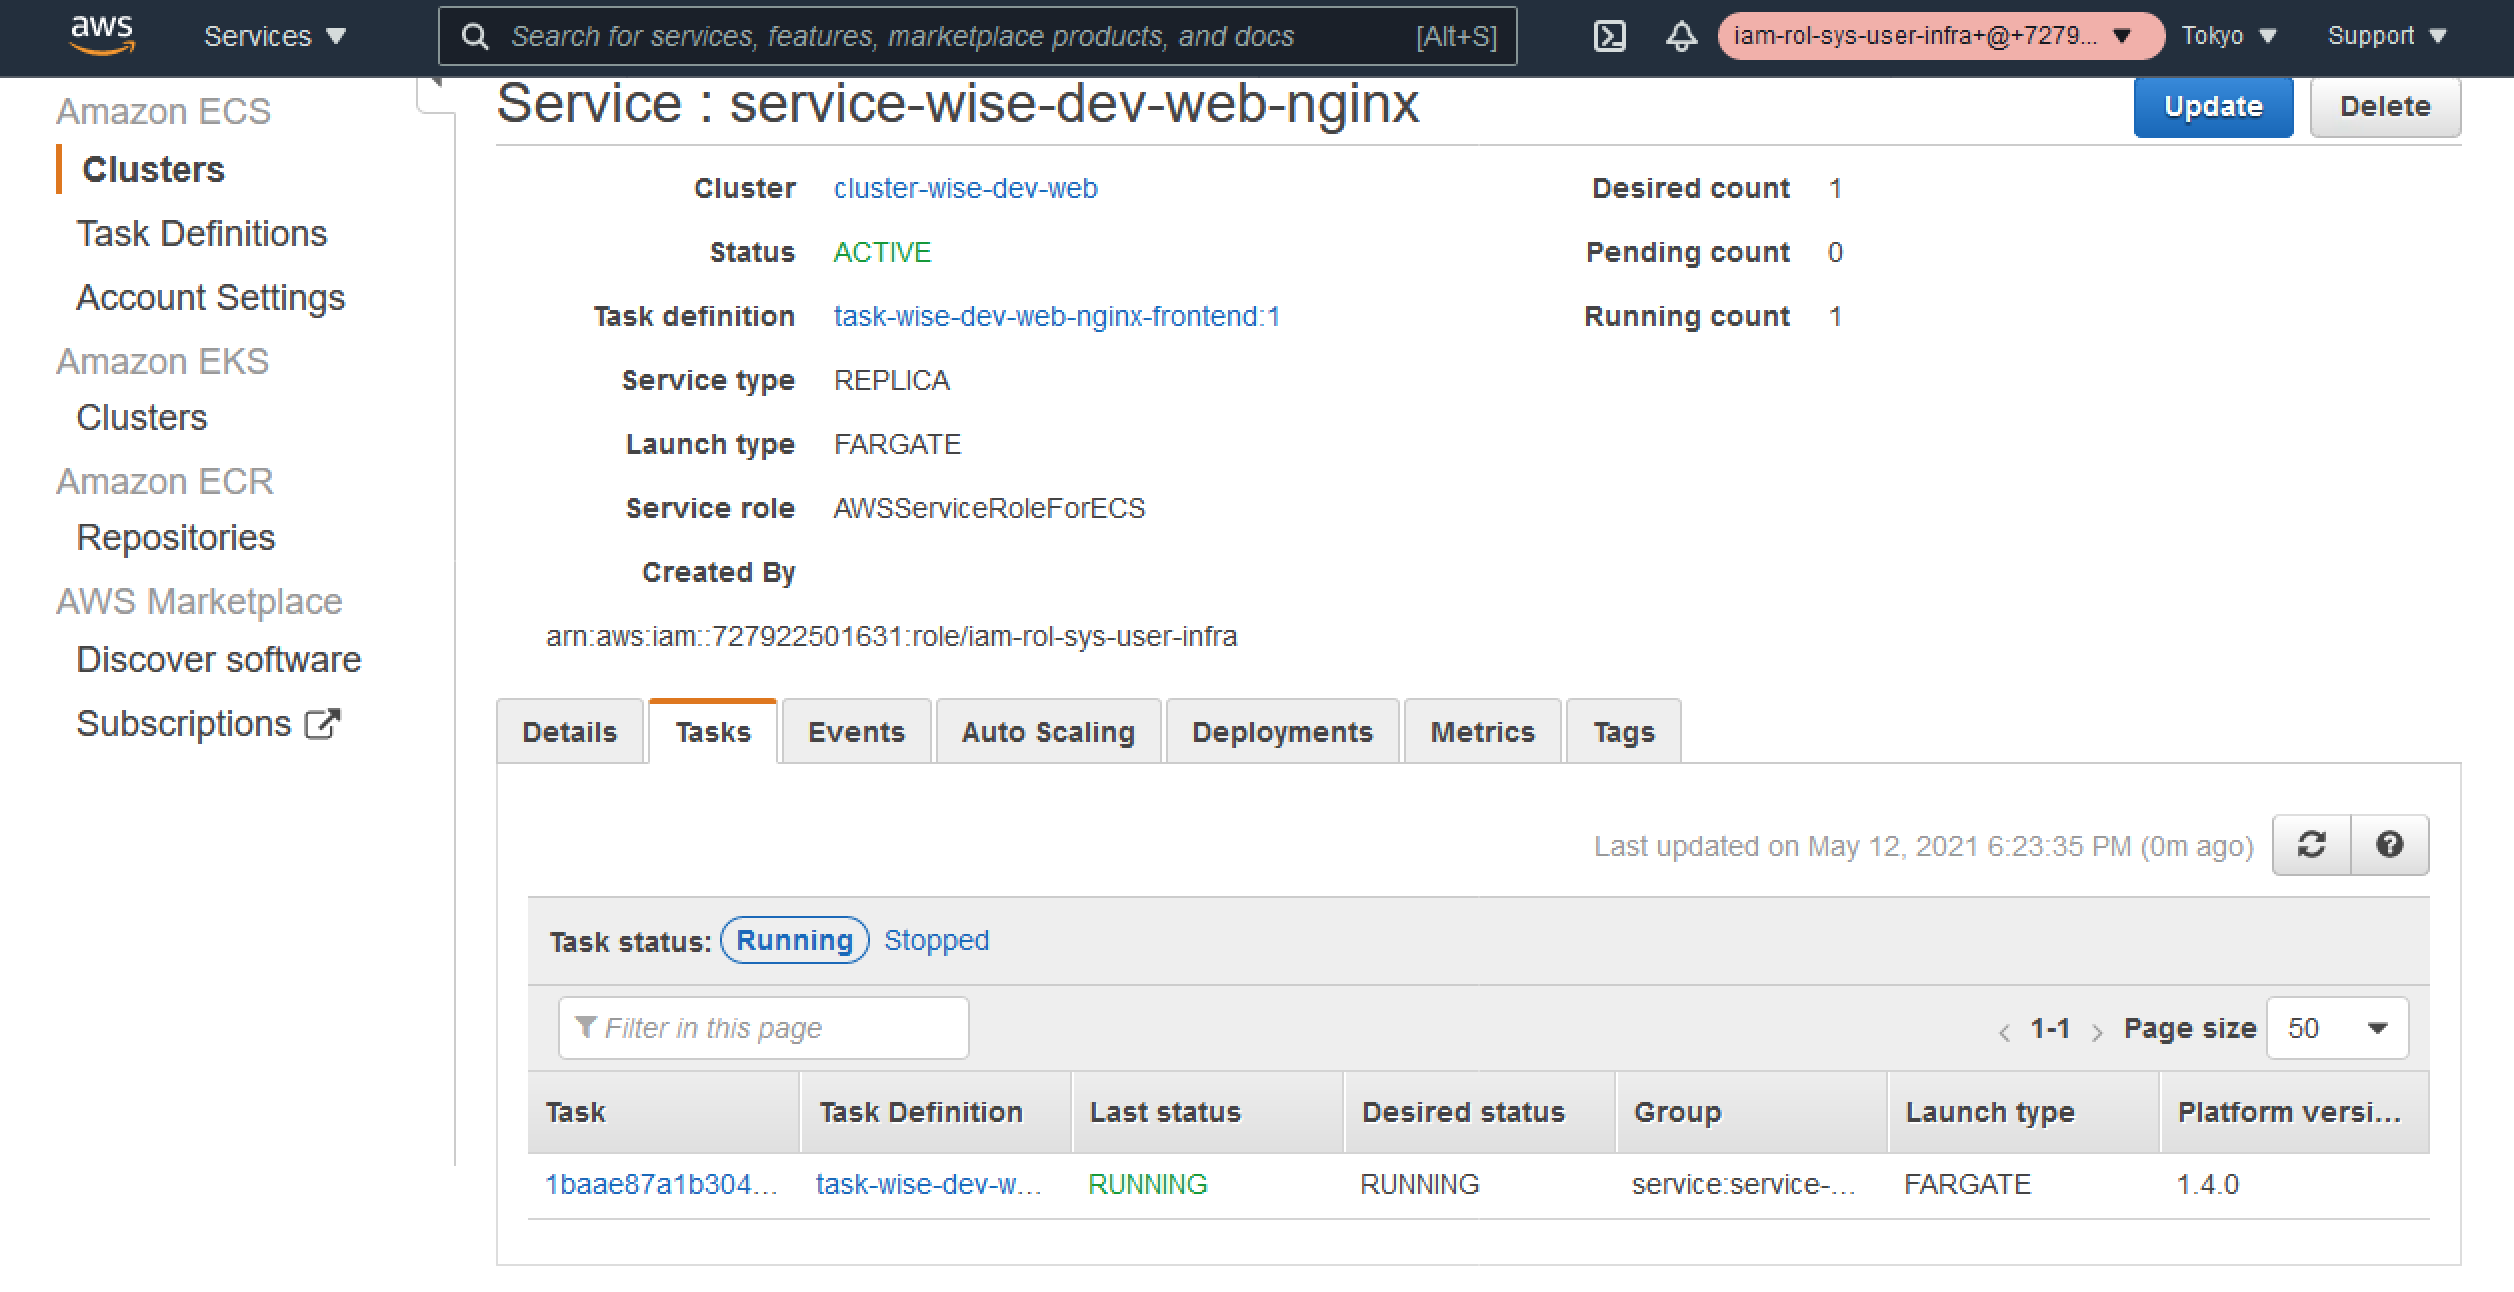 aws
Services
Search for services, features, marketplace products, and docs
[Alt+S]
iam-rol-sys-user-infra+@+7279...
Tokyo
Support
Amazon ECS
Clusters
Task Definitions
Account Settings
Amazon EKS
Clusters
Amazon ECR
Repositories
AWS Marketplace
Discover software
Subscriptions
Service : service-wise-dev-web-nginx
Update
Delete
Cluster cluster-wise-dev-web
Status ACTIVE
Task definition task-wise-dev-web-nginx-frontend:1
Service type REPLICA
Launch type FARGATE
Service role AWSServiceRoleForECS
Created By
arn:aws:iam::727922501631:role/iam-rol-sys-user-infra
Desired count 1
Pending count 0
Running count 1
Details
Tasks
Events
Auto Scaling
Deployments
Metrics
Tags
Last updated on May 12, 2021 6:23:35 PM (0m ago)
Task status: Running Stopped
Filter in this page
1-1
Page size 50
Task Task Definition Last status Desired status Group Launch type Platform versi...
1baae87a1b304... task-wise-dev-w... RUNNING RUNNING service:service-... FARGATE 1.4.0